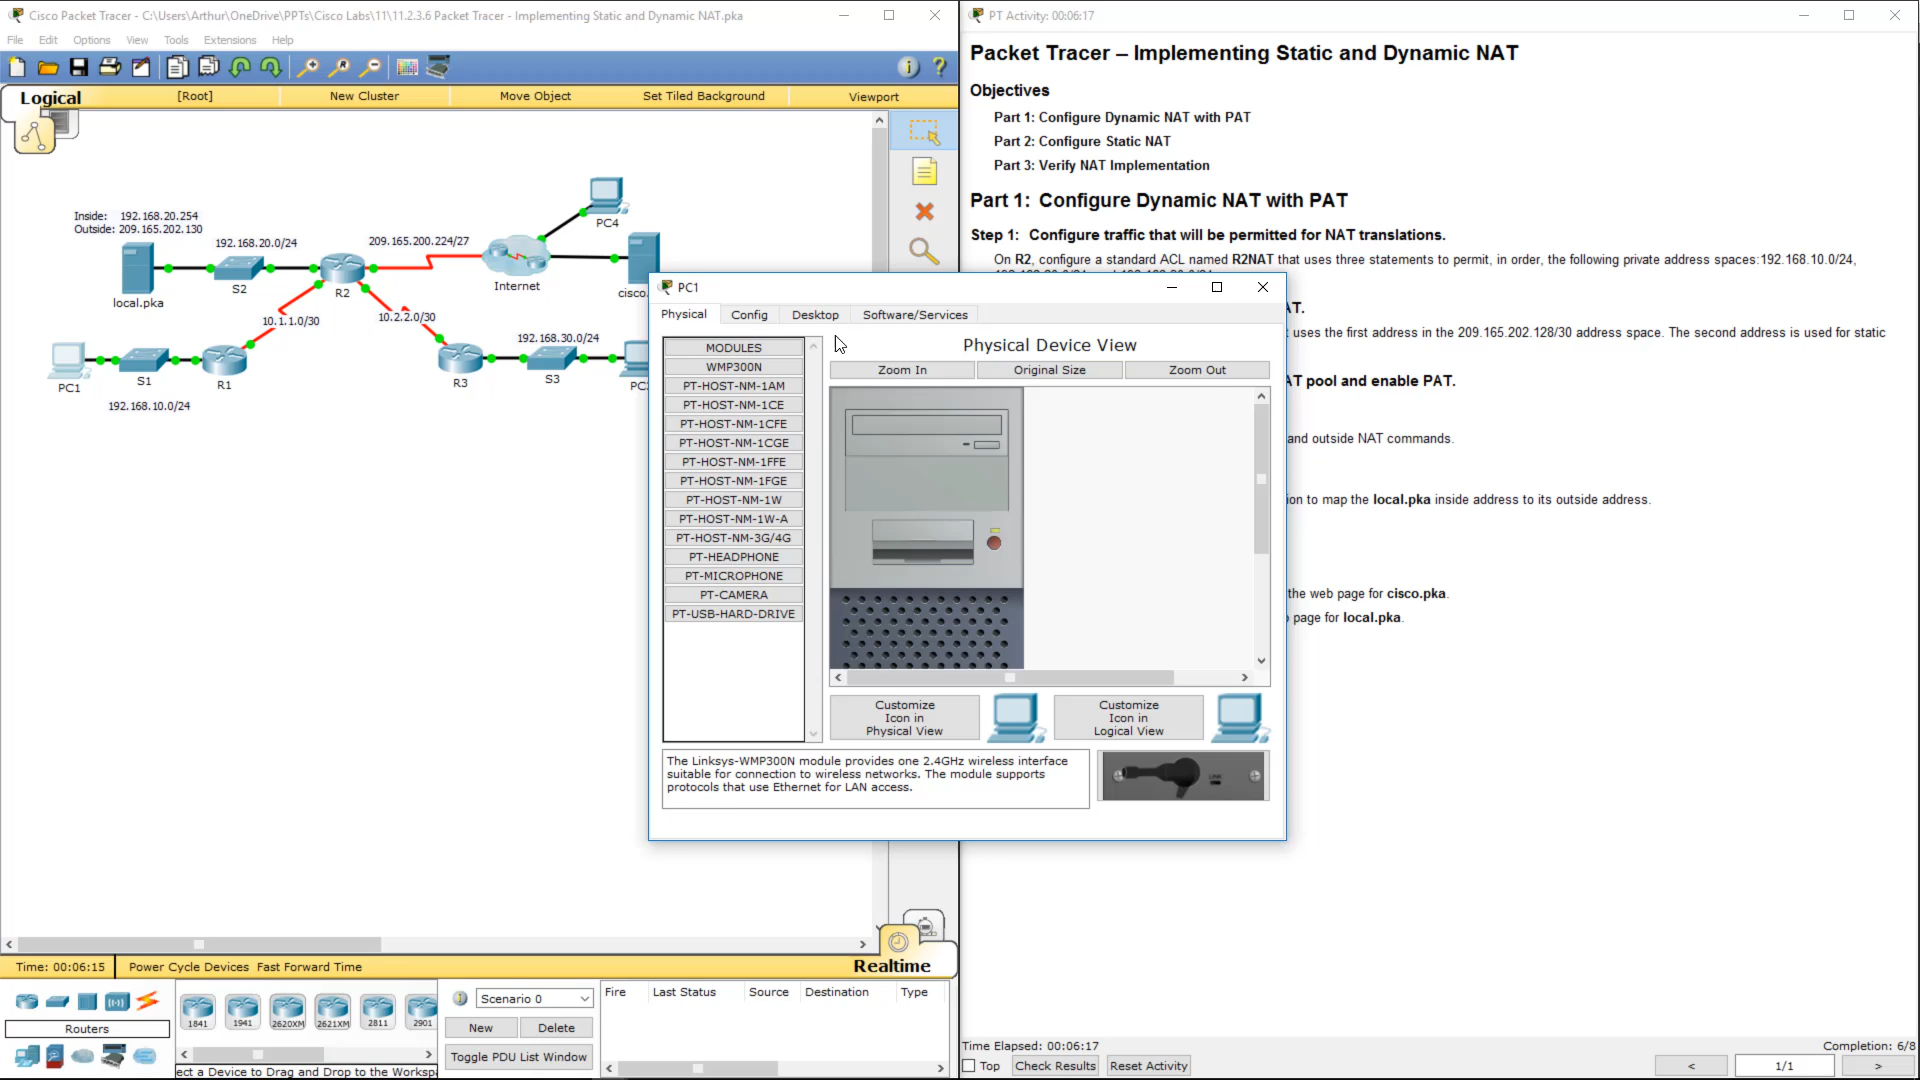 Cisco Packet Tracer - C:\Users\Arthur\OneDrive\PPTs\Cisco Labs\11\11.2.3.6 Packet Tracer - Implementing Static and Dynamic NAT.pka
File Edit Options View Tools Extensions Help
Logical [Root] New Cluster Move Object Set Tiled Background Viewport
Inside: 192.168.20.254
Outside: 209.165.202.130
192.168.20.0/24
209.165.200.224/27
PC4
S2
R2
Internet
local.pka
cisco.
10.1.1.0/30
10.2.2.0/30
192.168.30.0/24
PC1
S1
R1
R3
S3
PC
192.168.10.0/24
Time: 00:06:15 Power Cycle Devices Fast Forward Time
Realtime
Routers
1841 1941 2620XM 2621XM 2811 2901
ect a Device to Drag and Drop to the Workspa
Scenario 0
New Delete
Toggle PDU List Window
Fire Last Status Source Destination Type
PC1
Physical Config Desktop Software/Services
MODULES
WMP300N
PT-HOST-NM-1AM
PT-HOST-NM-1CE
PT-HOST-NM-1CFE
PT-HOST-NM-1CGE
PT-HOST-NM-1FFE
PT-HOST-NM-1FGE
PT-HOST-NM-1W
PT-HOST-NM-1W-A
PT-HOST-NM-3G/4G
PT-HEADPHONE
PT-MICROPHONE
PT-CAMERA
PT-USB-HARD-DRIVE
Physical Device View
Zoom In Original Size Zoom Out
Customize
Icon in
Physical View
Customize
Icon in
Logical View
The Linksys-WMP300N module provides one 2.4GHz wireless interface
suitable for connection to wireless networks. The module supports
protocols that use Ethernet for LAN access.
PT Activity: 00:06:17
Packet Tracer – Implementing Static and Dynamic NAT
Objectives
Part 1: Configure Dynamic NAT with PAT
Part 2: Configure Static NAT
Part 3: Verify NAT Implementation
Part 1: Configure Dynamic NAT with PAT
Step 1: Configure traffic that will be permitted for NAT translations.
On R2, configure a standard ACL named R2NAT that uses three statements to permit, in order, the following private address spaces:192.168.10.0/24,
AT.
uses the first address in the 209.165.202.128/30 address space. The second address is used for static
AT pool and enable PAT.
and outside NAT commands.
ion to map the local.pka inside address to its outside address.
the web page for cisco.pka.
page for local.pka.
Time Elapsed: 00:06:17 Completion: 6/8
Top Check Results Reset Activity < 1/1 >